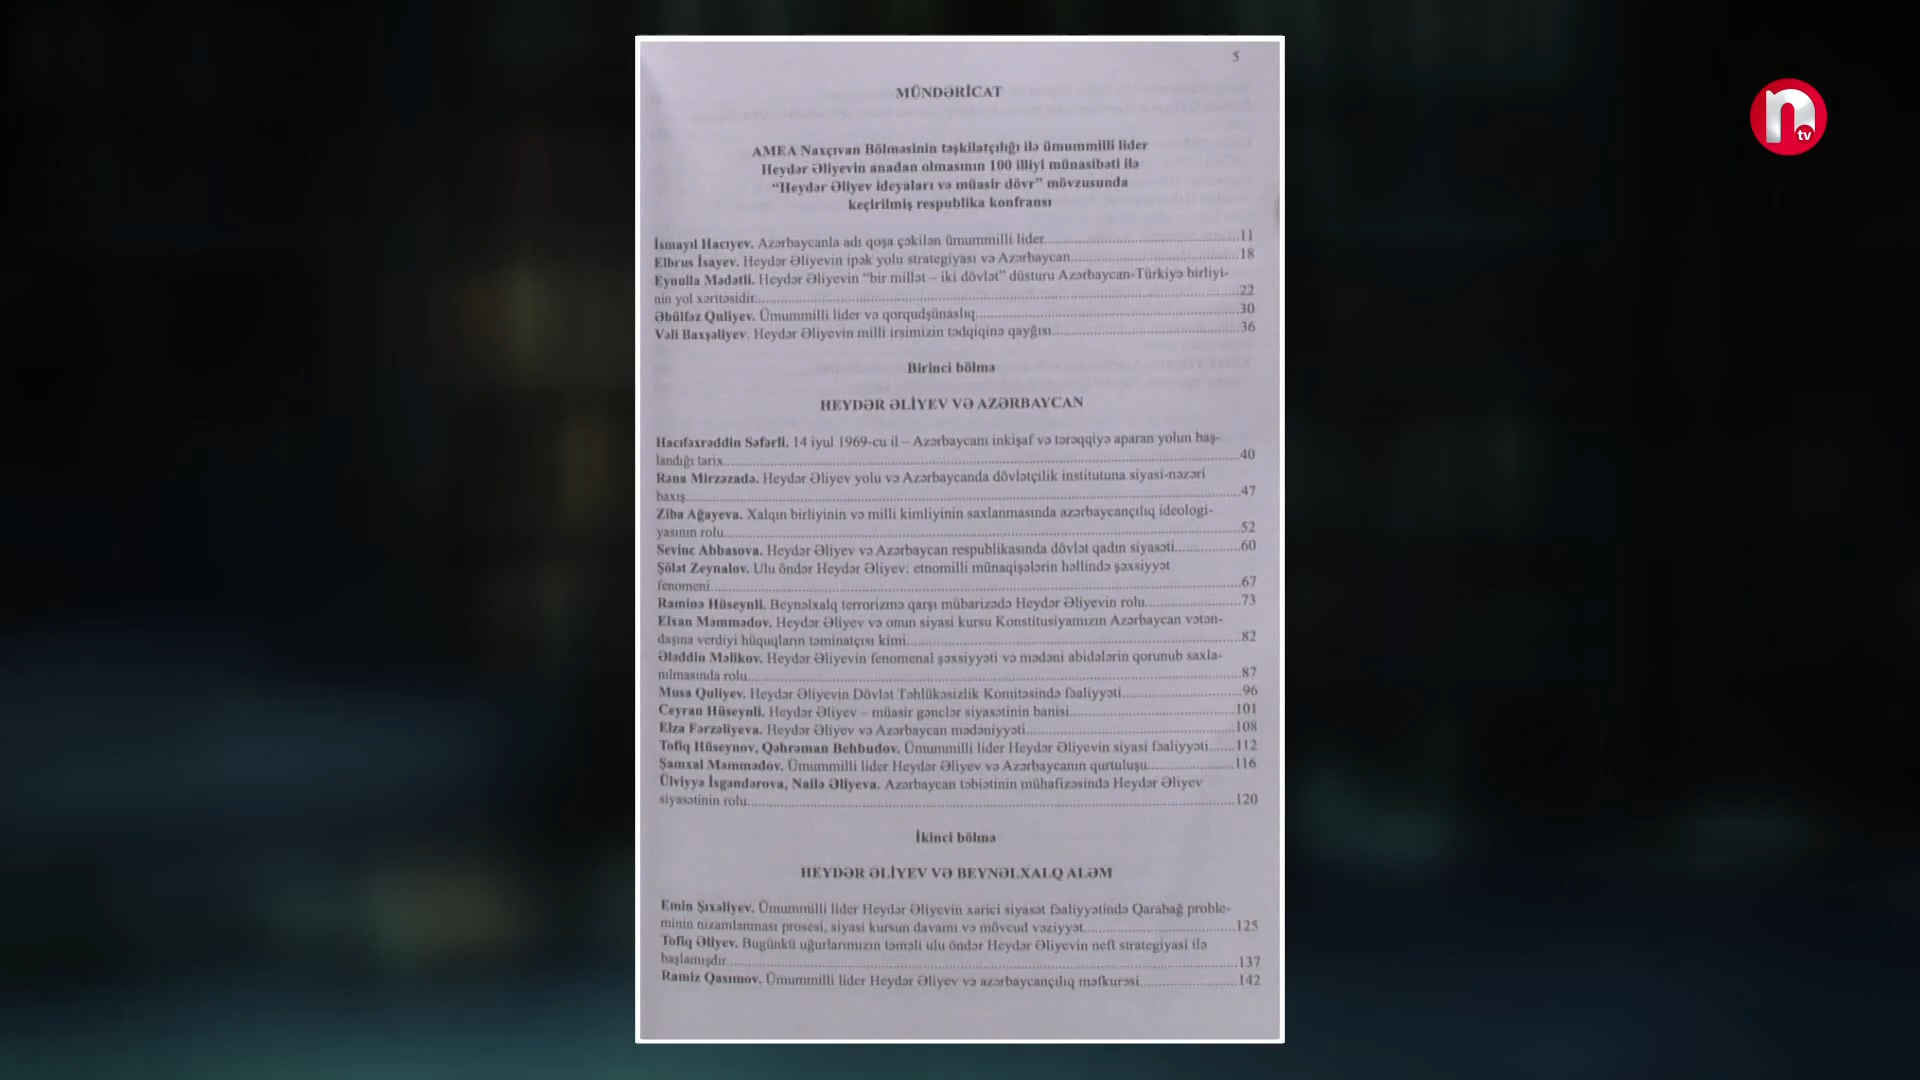 5
MÜNDƏRİCAT
AMEA Naxçıvan Bölməsinin təşkilatçılığı ilə ümummilli lider
Heydər Əliyevin anadan olmasının 100 illiyi münasibəti ilə
“Heydər Əliyev ideyaları və müasir dövr” mövzusunda
keçirilmiş respublika konfransı
İsmayıl Hacıyev. Azərbaycanla adı qoşa çəkilən ümummilli lider...11
Elbrus İsayev. Heydər Əliyevin ipək yolu strategiyası və Azərbaycan...18
Eynulla Mədətli. Heydər Əliyevin “bir millət – iki dövlət” düsturu Azərbaycan-Türkiyə birliyi-
nin yol xəritəsidir...22
Əbülfəz Quliyev. Ümummilli lider və qorqudşünaslıq...30
Vəli Baxşəliyev. Heydər Əliyevin milli irsimizin tədqiqinə qayğısı...36
Birinci bölmə
HEYDƏR ƏLİYEV VƏ AZƏRBAYCAN
Hacıfəxrəddin Səfərli. 14 iyul 1969-cu il – Azərbaycanı inkişaf və tərəqqiyə aparan yolun baş-
landığı tarix...40
Rəna Mirzəzadə. Heydər Əliyev yolu və Azərbaycanda dövlətçilik institutuna siyasi-nəzəri
baxış...47
Ziba Ağayeva. Xalqın birliyinin və milli kimliyinin saxlanmasında azərbaycançılıq ideologi-
yasının rolu...52
Sevinc Abbasova. Heydər Əliyev və Azərbaycan respublikasında dövlət qadın siyasəti...60
Şölət Zeynalov. Ulu öndər Heydər Əliyev: etnomilli münaqişələrin həllində şəxsiyyət
fenomeni...67
Raminə Hüseynli. Beynəlxalq terrorizmə qarşı mübarizədə Heydər Əliyevin rolu...73
Elxan Məmmədov. Heydər Əliyev və onun siyasi kursu Konstitusiyamızın Azərbaycan vətən-
daşına verdiyi hüquqların təminatçısı kimi...82
Ələddin Məlikov. Heydər Əliyevin fenomenal şəxsiyyəti və mədəni abidələrin qorunub saxla-
nılmasında rolu...87
Musa Quliyev. Heydər Əliyevin Dövlət Təhlükəsizlik Komitəsində fəaliyyəti...96
Ceyran Hüseynli. Heydər Əliyev – müasir gənclər siyasətinin banisi...101
Elza Fərzəliyeva. Heydər Əliyev və Azərbaycan mədəniyyəti...108
Tofiq Hüseynov, Qəhrəman Behbudov. Ümummilli lider Heydər Əliyevin siyasi fəaliyyəti...112
Şamxal Məmmədov. Ümummilli lider Heydər Əliyev və Azərbaycanın qurtuluşu...116
Ülviyyə İsgəndərova, Nailə Əliyeva. Azərbaycan təbiətinin mühafizəsində Heydər Əliyev
siyasətinin rolu...120
İkinci bölmə
HEYDƏR ƏLİYEV VƏ BEYNƏLXALQ ALƏM
Emin Şıxəliyev. Ümummilli lider Heydər Əliyevin xarici siyasət fəaliyyətində Qarabağ proble-
minin nizamlanması prosesi, siyasi kursun davamı və mövcud vəziyyət...125
Tofiq Əliyev. Bugünkü uğurlarımızın təməli ulu öndər Heydər Əliyevin neft strategiyası ilə
başlamışdır...137
Ramiz Qasımov. Ümummilli lider Heydər Əliyev və azərbaycançılıq məfkurəsi...142
n tv